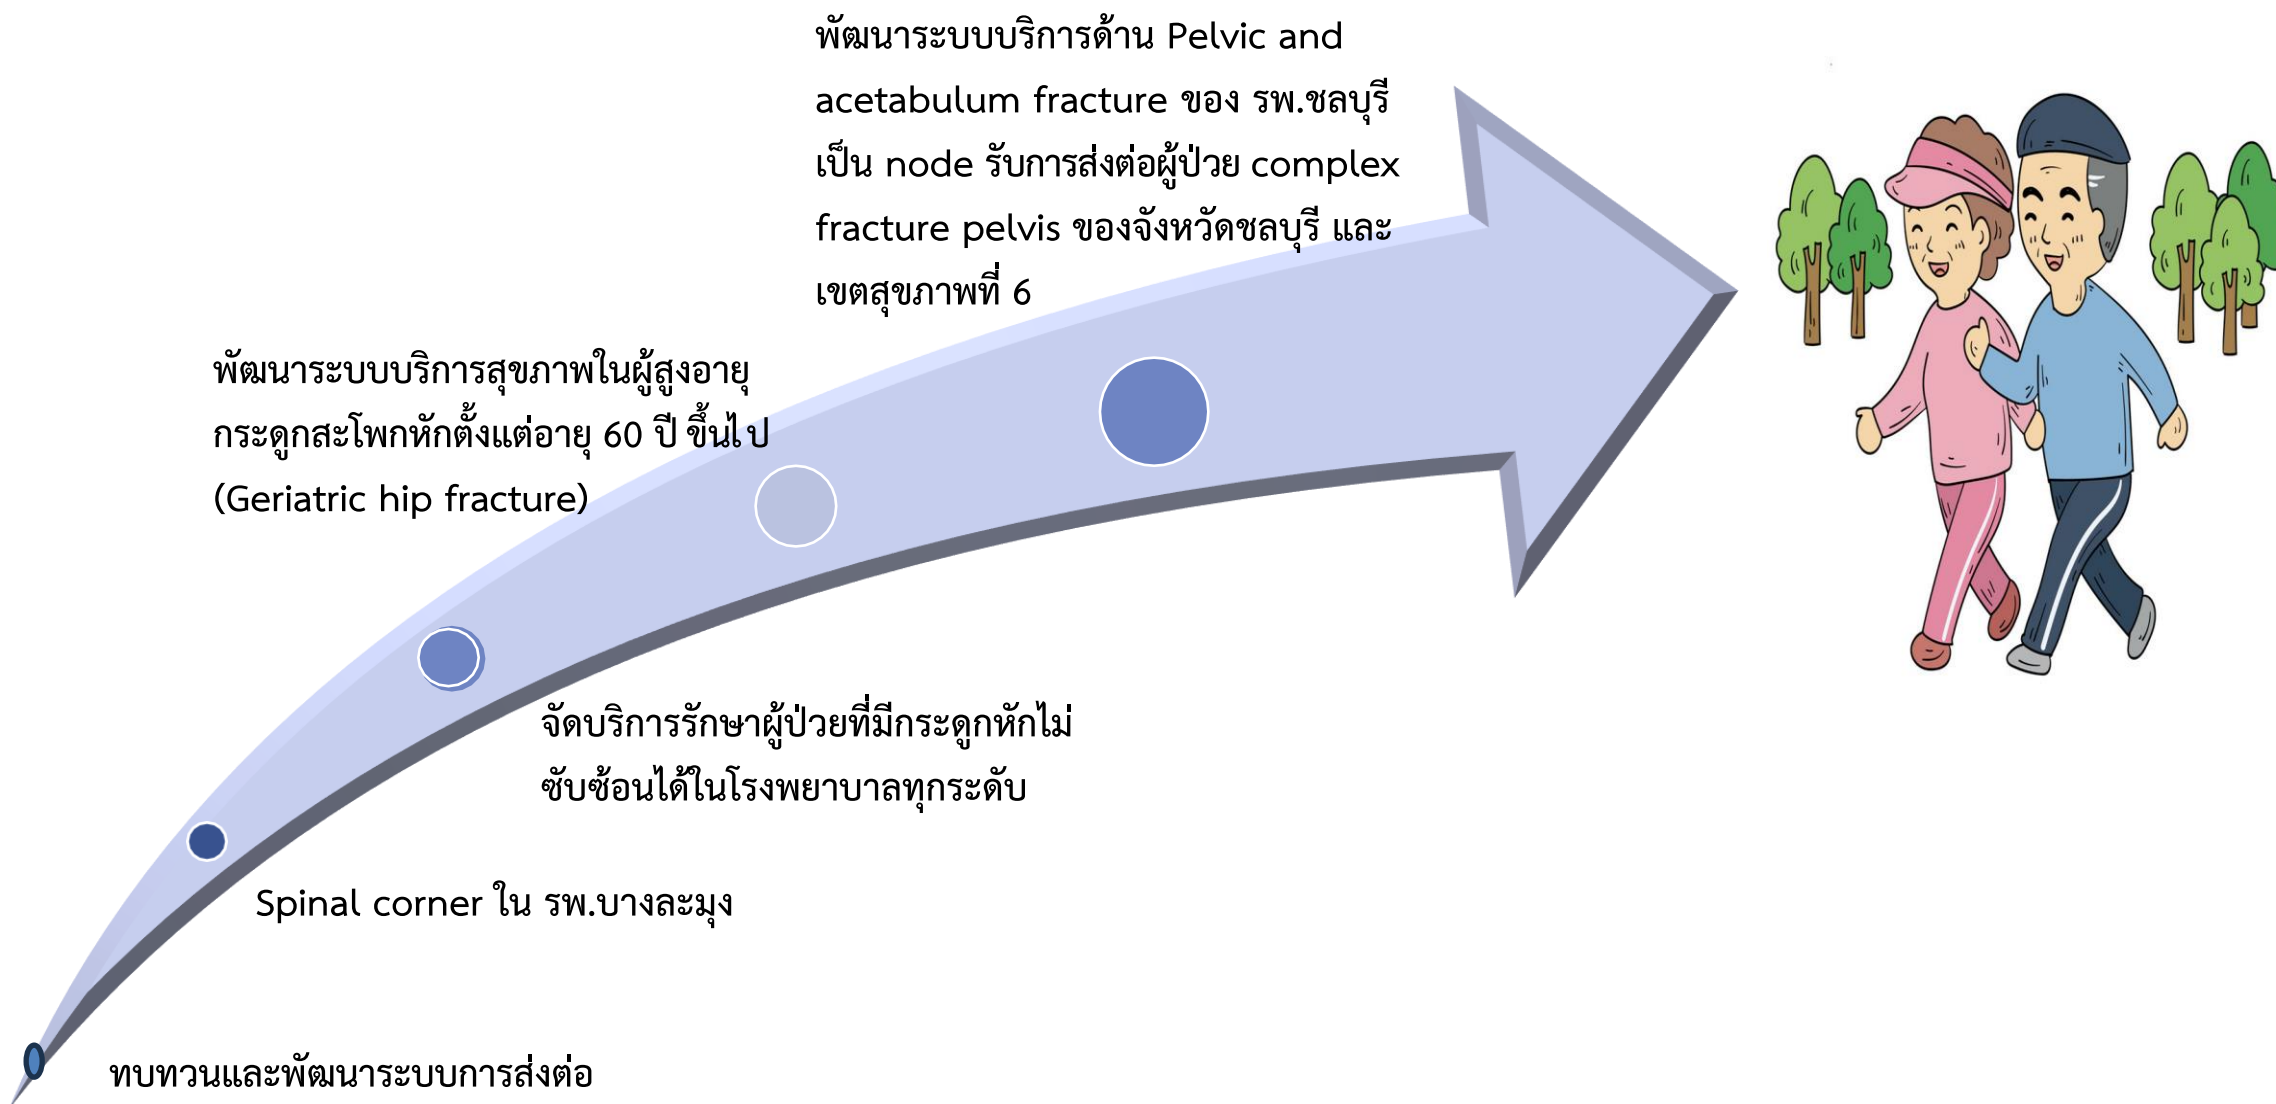 พัฒนาระบบบริการด้าน Pelvic and
acetabulum fracture ของ รพ.ชลบุรี
เป็น node รับการส่งต่อผู้ป่วย complex
fracture pelvis ของจังหวัดชลบุรี และ
เขตสุขภาพที่ 6
พัฒนาระบบบริการสุขภาพในผู้สูงอายุ
กระดูกสะโพกหักตั้งแต่อายุ 60 ปี ขึ้นไป
(Geriatric hip fracture)
จัดบริการรักษาผู้ป่วยที่มีกระดูกหักไม่
ซับซ้อนได้ในโรงพยาบาลทุกระดับ
Spinal corner ใน รพ.บางละมุง
ทบทวนและพัฒนาระบบการส่งต่อ